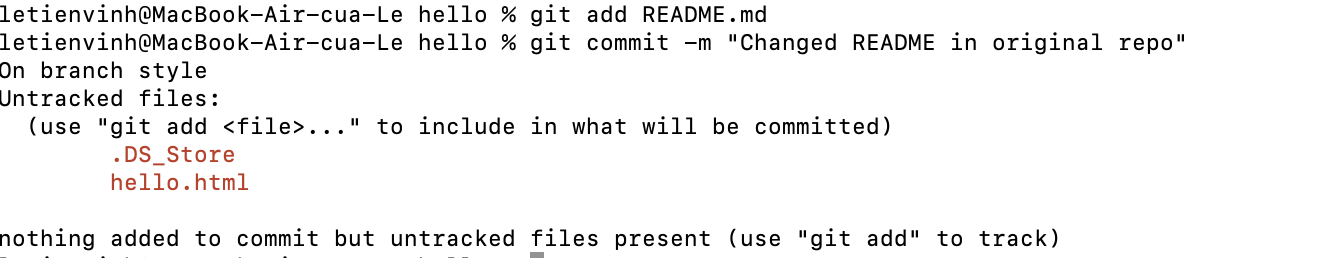 letienvinh@MacBook-Air-cua-Le hello % git add README.md
letienvinh@MacBook-Air-cua-Le hello % git commit -m "Changed README in original repo"
On branch style
Untracked files:
  (use "git add <file>..." to include in what will be committed)
        .DS_Store
        hello.html

nothing added to commit but untracked files present (use "git add" to track)